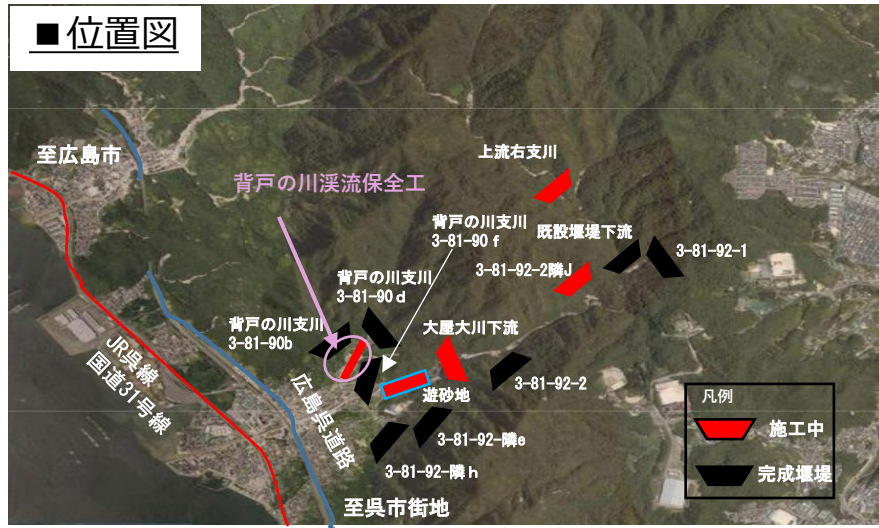 ■位置図
至広島市
背戸の川渓流保全工
上流右支川
背戸の川支川
3-81-90ｆ
既設堰堤下流
3-81-92-1
3-81-92-2隣J
背戸の川支川
3-81-90ｄ
背戸の川支川
3-81-90b
大屋大川下流
3-81-92-2
遊砂地
JR呉線
国道31号線
広島呉道路
3-81-92-隣e
3-81-92-隣ｈ
至呉市街地
凡例
施工中
完成堰堤